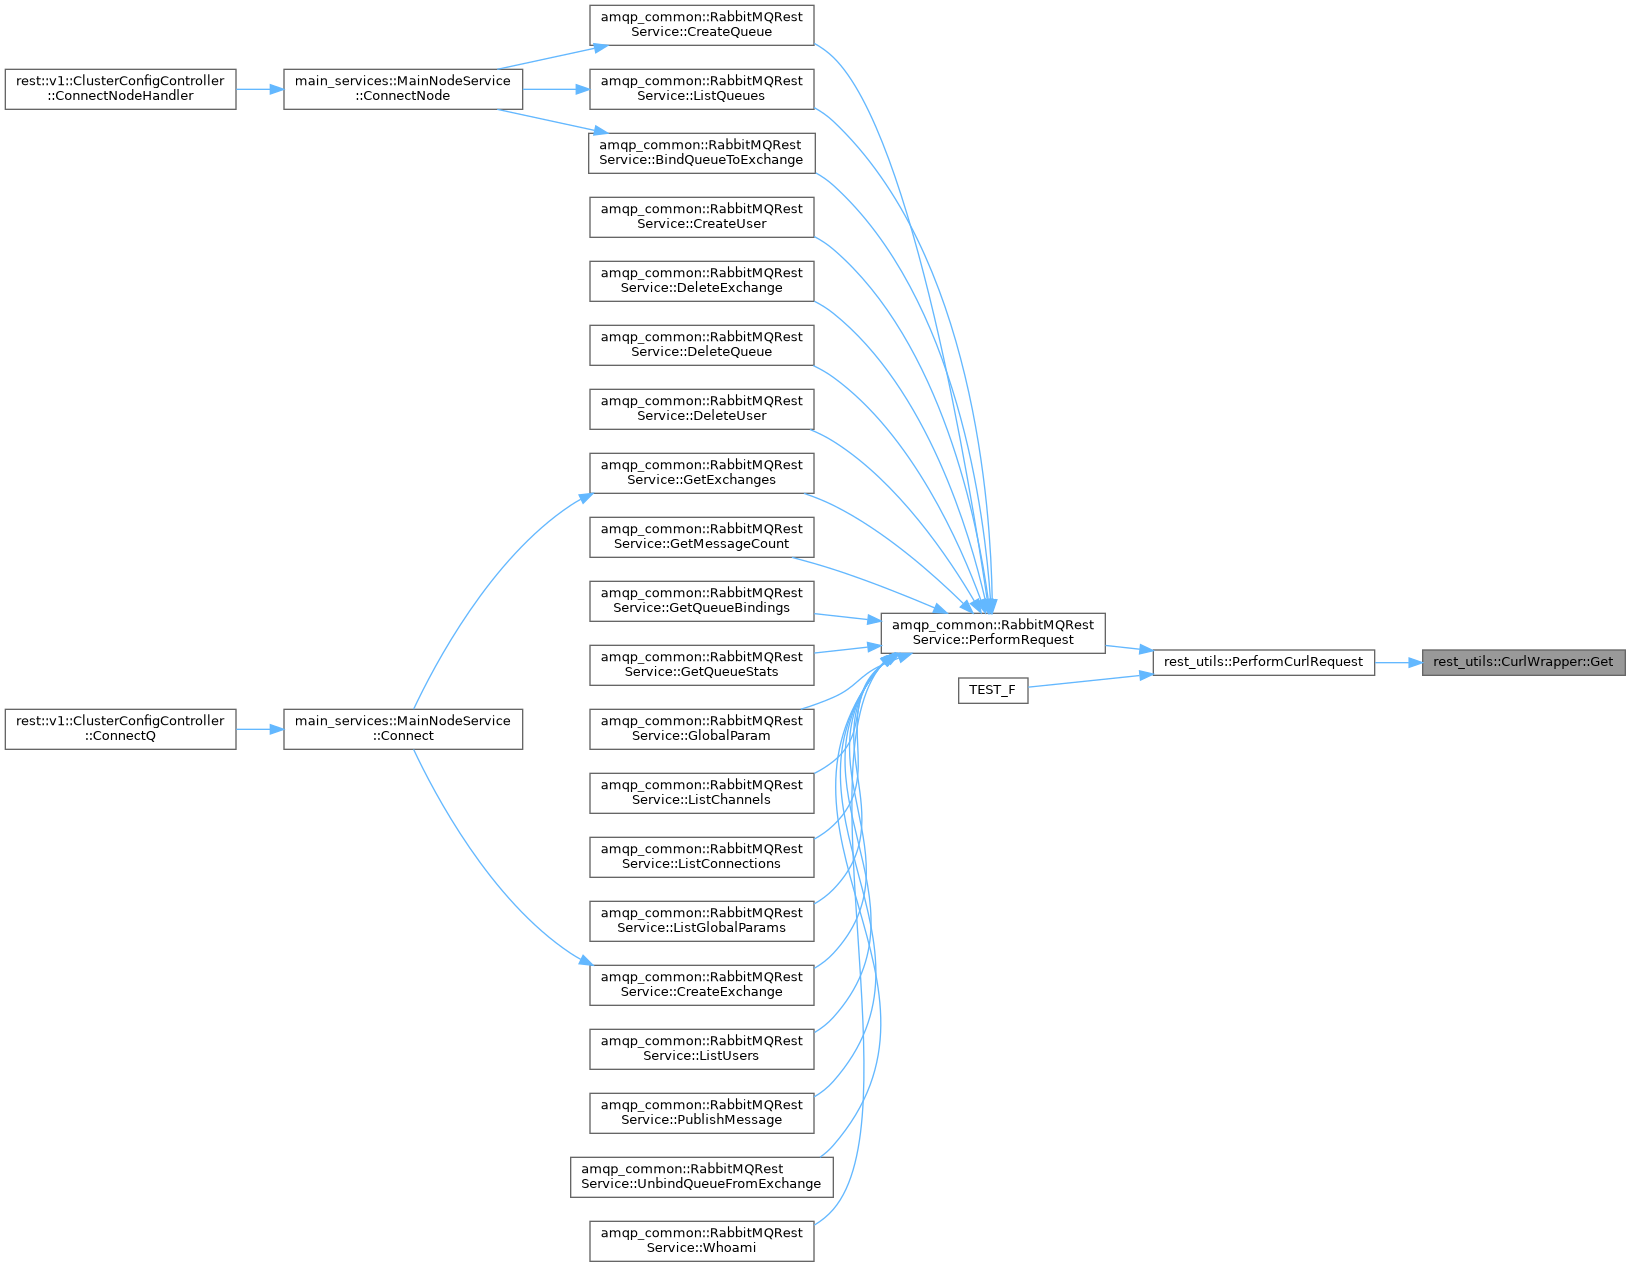 amqp_common::RabbitMQRest
Service::CreateQueue
rest::v1::ClusterConfigController
::ConnectNodeHandler
main_services::MainNodeService
::ConnectNode
amqp_common::RabbitMQRest
Service::ListQueues
amqp_common::RabbitMQRest
Service::BindQueueToExchange
amqp_common::RabbitMQRest
Service::CreateUser
amqp_common::RabbitMQRest
Service::DeleteExchange
amqp_common::RabbitMQRest
Service::DeleteQueue
amqp_common::RabbitMQRest
Service::DeleteUser
amqp_common::RabbitMQRest
Service::GetExchanges
amqp_common::RabbitMQRest
Service::GetMessageCount
amqp_common::RabbitMQRest
Service::GetQueueBindings
amqp_common::RabbitMQRest
Service::PerformRequest
amqp_common::RabbitMQRest
Service::GetQueueStats
rest_utils::PerformCurlRequest
rest_utils::CurlWrapper::Get
TEST_F
rest::v1::ClusterConfigController
::ConnectQ
main_services::MainNodeService
::Connect
amqp_common::RabbitMQRest
Service::GlobalParam
amqp_common::RabbitMQRest
Service::ListChannels
amqp_common::RabbitMQRest
Service::ListConnections
amqp_common::RabbitMQRest
Service::ListGlobalParams
amqp_common::RabbitMQRest
Service::CreateExchange
amqp_common::RabbitMQRest
Service::ListUsers
amqp_common::RabbitMQRest
Service::PublishMessage
amqp_common::RabbitMQRest
Service::UnbindQueueFromExchange
amqp_common::RabbitMQRest
Service::Whoami